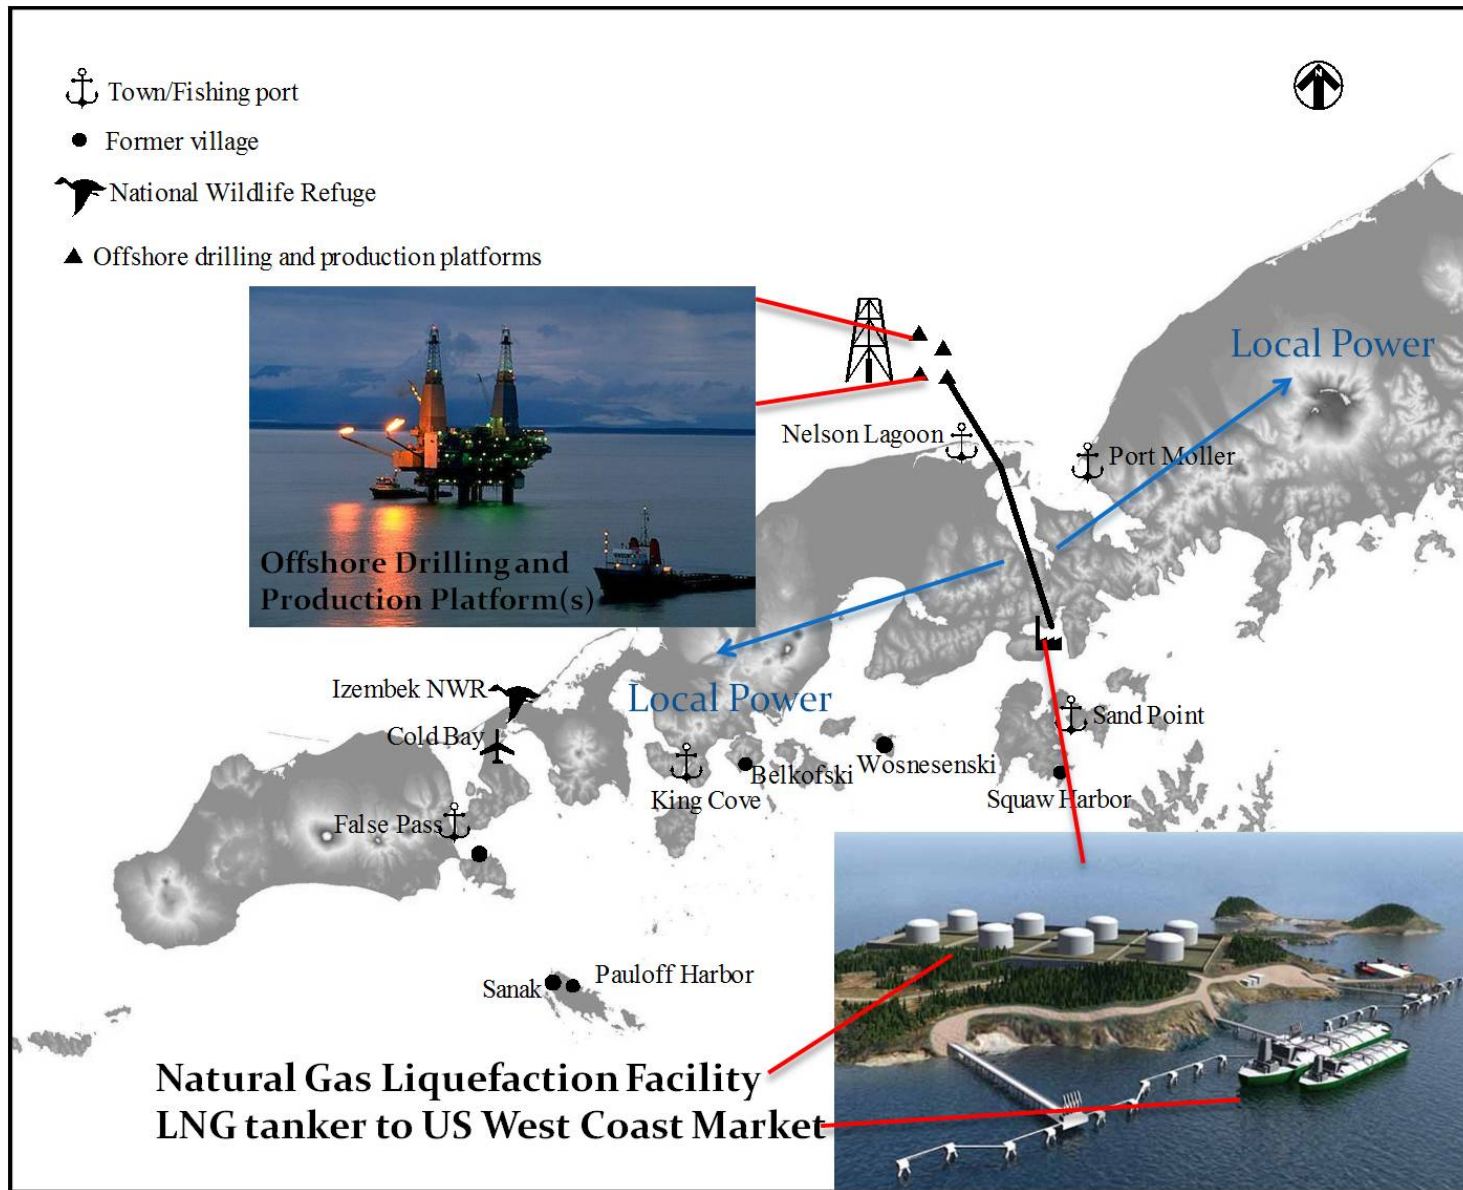 Town/Fishing port
Former village
National Wildlife Refuge
Offshore drilling and production platforms
N
Local Power
Nelson Lagoon
Port Moller
Offshore Drilling and
Production Platform(s)
Izembek NWR
Local Power
Cold Bay
Sand Point
Wosnesenski
Belkofski
King Cove
Squaw Harbor
False Pass
Sanak
Pauloff Harbor
Natural Gas Liquefaction Facility
LNG tanker to US West Coast Market